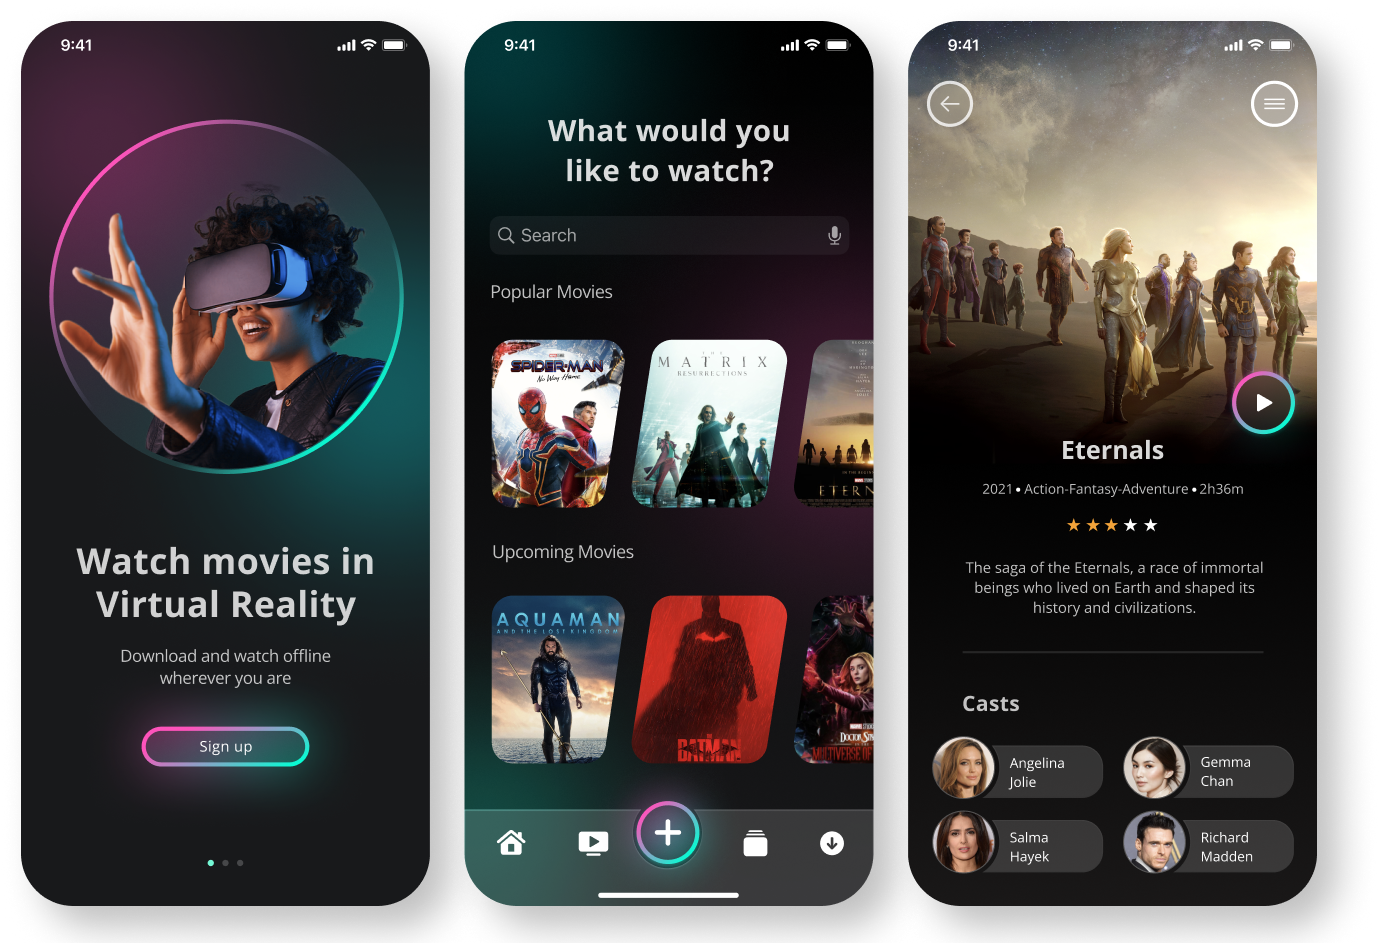 9:41
Watch movies in
Virtual Reality
Download and watch offline
wherever you are
Sign up
9:41
What would you
like to watch?
Search
Popular Movies
SPIDER-MAN
No Way Home
MATRIX
RESURRECTIONS
ETERN
Upcoming Movies
AQUAMAN
AND THE LOST KINGDOM
THE
BATMAN
DOCTOR STR
MULTIVERSE OF
9:41
Eternals
2021 • Action-Fantasy-Adventure • 2h36m
The saga of the Eternals, a race of immortal
beings who lived on Earth and shaped its
history and civilizations.
Casts
Angelina
Jolie
Gemma
Chan
Salma
Hayek
Richard
Madden